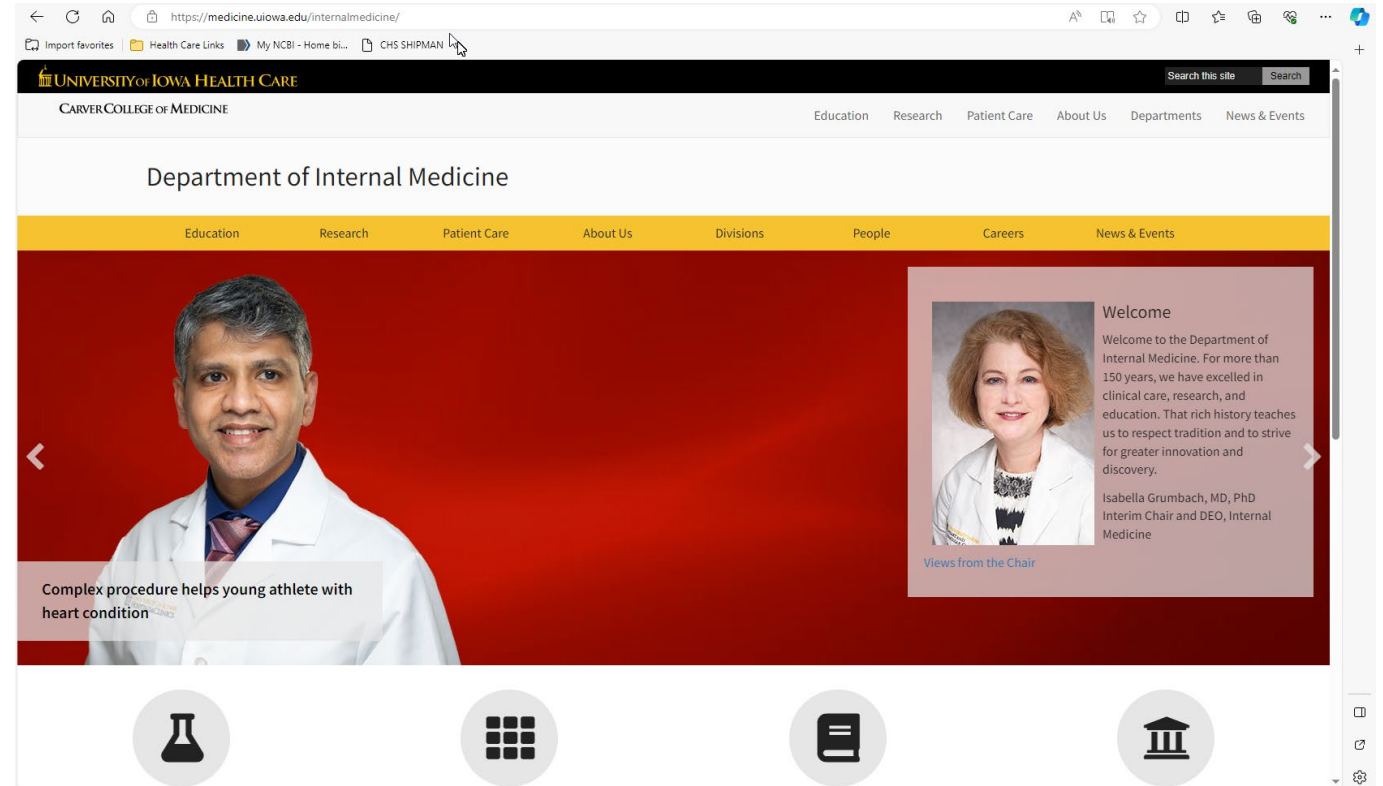 https://medicine.uiowa.edu/internalmedicine/
Import favorites Health Care Links My NCBI - Home bi... CHS SHIPMAN
UNIVERSITY OF IOWA HEALTH CARE
Search this site Search
CARVER COLLEGE OF MEDICINE
Education Research Patient Care About Us Departments News & Events
Department of Internal Medicine
Education Research Patient Care About Us Divisions People Careers News & Events
Welcome
Welcome to the Department of
Internal Medicine. For more than
150 years, we have excelled in
clinical care, research, and
education. That rich history teaches
us to respect tradition and to strive
for greater innovation and
discovery.
Isabella Grumbach, MD, PhD
Interim Chair and DEO, Internal
Medicine
Views from the Chair
Complex procedure helps young athlete with
heart condition